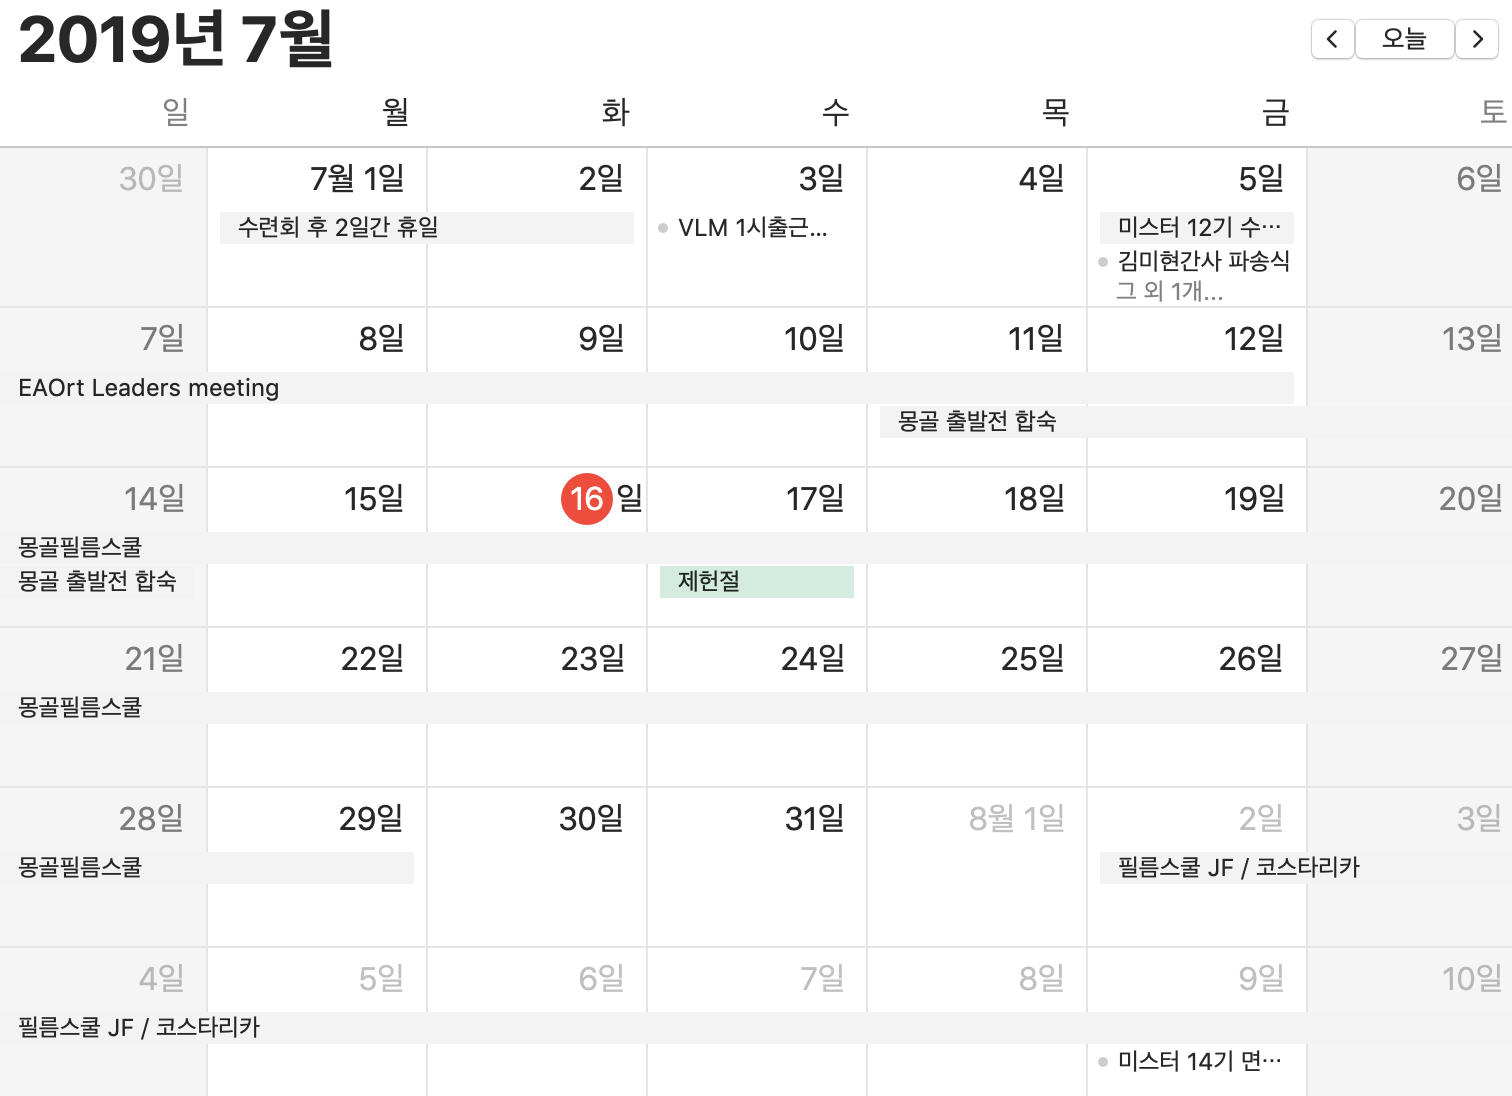 2019년 7월
오늘
일 월 화 수 목 금 토
30일 7월 1일 2일 3일 4일 5일 6일
수련회 후 2일간 휴일 VLM 1시출근... 미스터 12기 수…
김미현간사 파송식
그 외 1개...
7일 8일 9일 10일 11일 12일 13일
EAOrt Leaders meeting
몽골 출발전 합숙
14일 15일 16일 17일 18일 19일 20일
몽골필름스쿨
몽골 출발전 합숙 제헌절
21일 22일 23일 24일 25일 26일 27일
몽골필름스쿨
28일 29일 30일 31일 8월 1일 2일 3일
몽골필름스쿨 필름스쿨 JF / 코스타리카
4일 5일 6일 7일 8일 9일 10일
필름스쿨 JF / 코스타리카
미스터 14기 면…